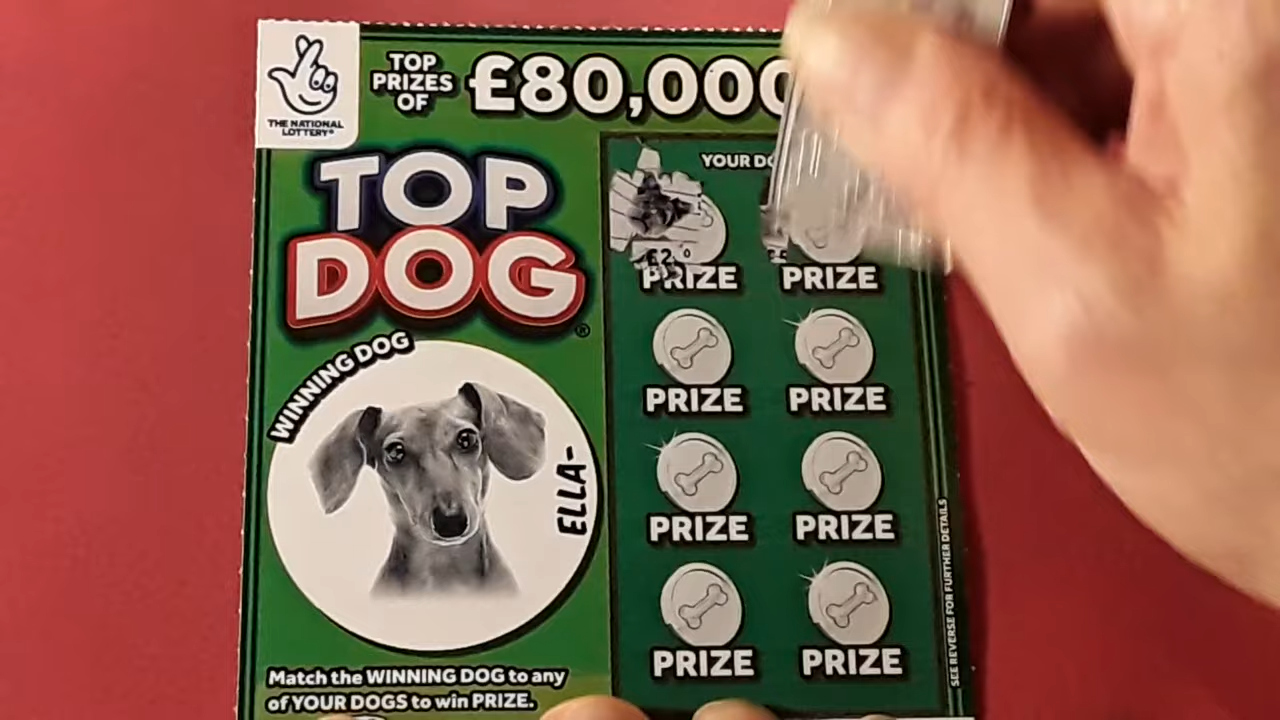 THE NATIONAL
LOTTERY®
TOP
PRIZES
OF
£80,000
TOP
DOG®
WINNING DOG
ELLA-
Match the WINNING DOG to any
of YOUR DOGS to win PRIZE.
YOUR
PRIZE PRIZE
PRIZE PRIZE
PRIZE PRIZE
PRIZE PRIZE
SEE REVERSE FOR FURTHER DETAILS